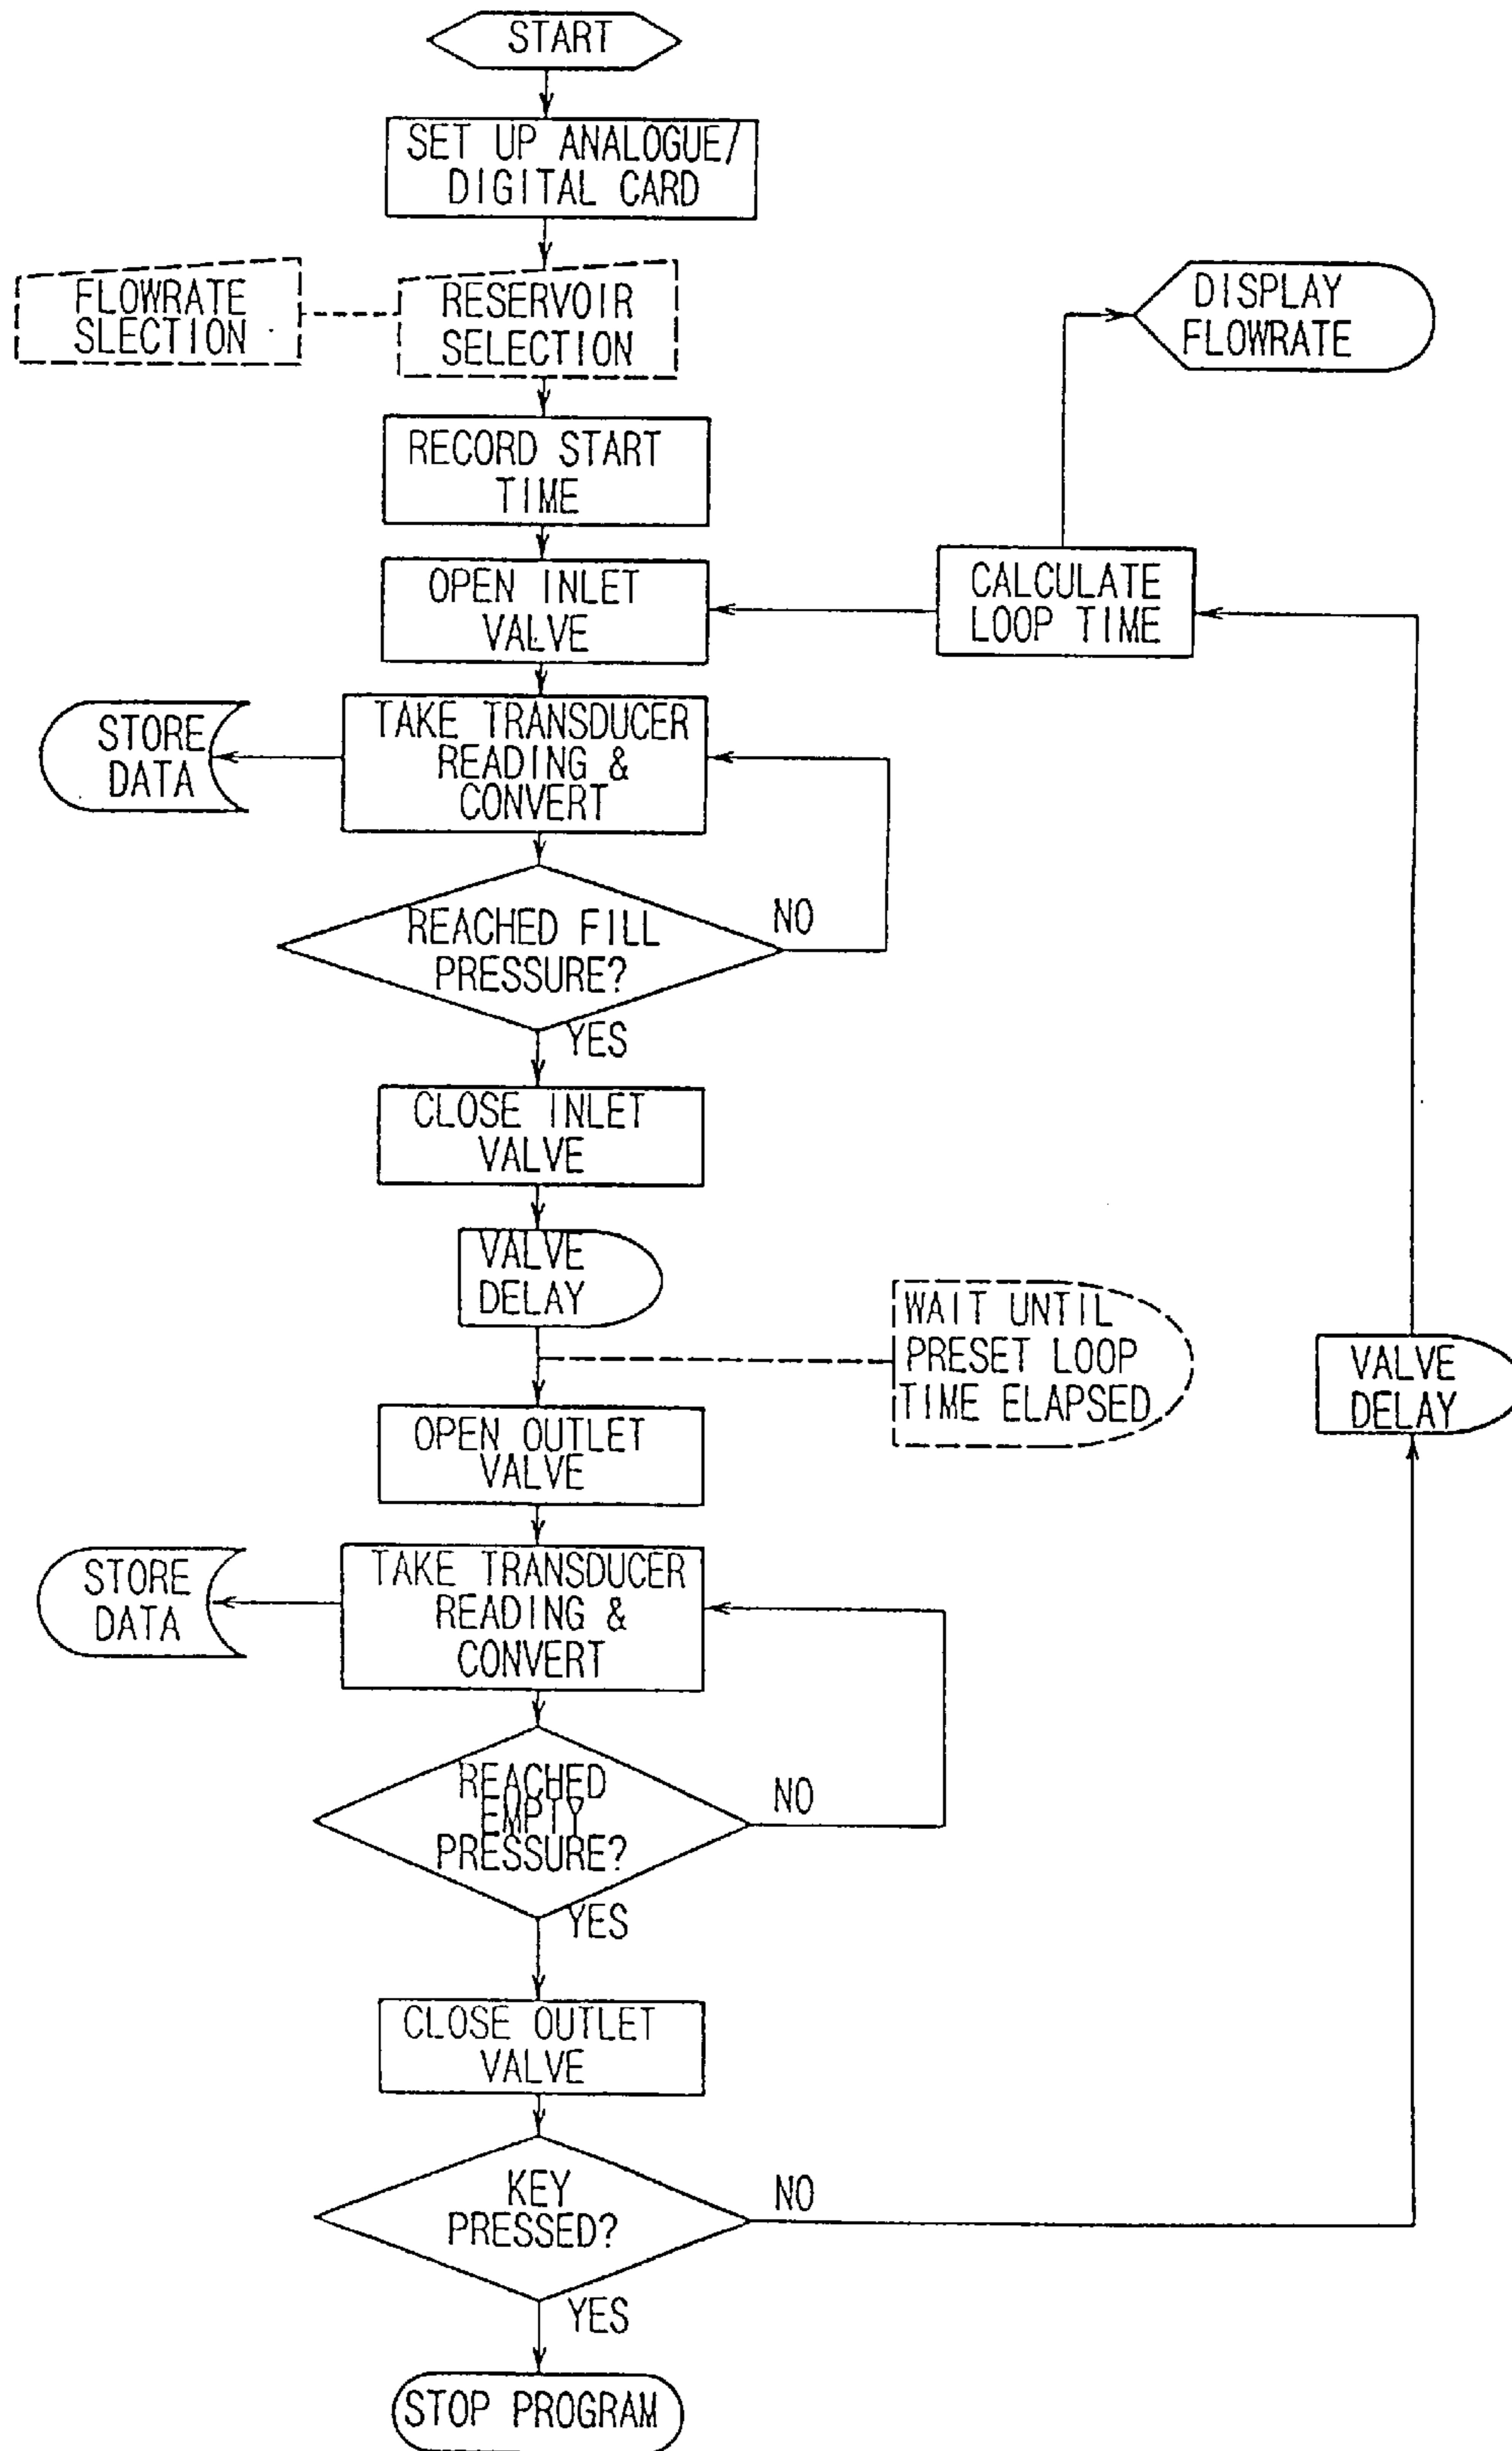 START
SET UP ANALOGUE/
DIGITAL CARD
FLOWRATE
SLECTION
RESERVOIR
SELECTION
DISPLAY
FLOWRATE
RECORD START
TIME
OPEN INLET
VALVE
CALCULATE
LOOP TIME
STORE
DATA
TAKE TRANSDUCER
READING &
CONVERT
REACHED FILL
PRESSURE?
NO
YES
CLOSE INLET
VALVE
VALVE
DELAY
WAIT UNTIL
PRESET LOOP
TIME ELAPSED
VALVE
DELAY
OPEN OUTLET
VALVE
STORE
DATA
TAKE TRANSDUCER
READING &
CONVERT
REACHED
EMPTY
PRESSURE?
NO
YES
CLOSE OUTLET
VALVE
KEY
PRESSED?
NO
YES
STOP PROGRAM